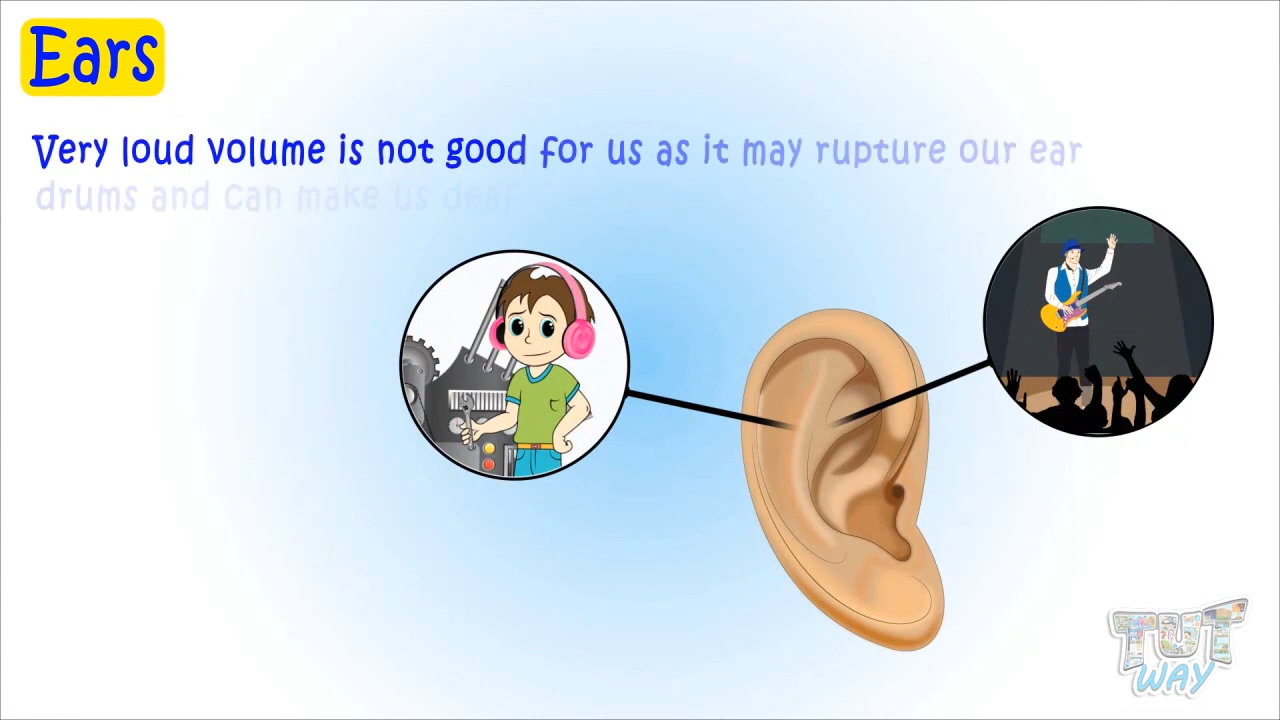 Ears
Very loud volume is not good for us as it may rupture our ear
drums and can make us deaf
TUT
WAY